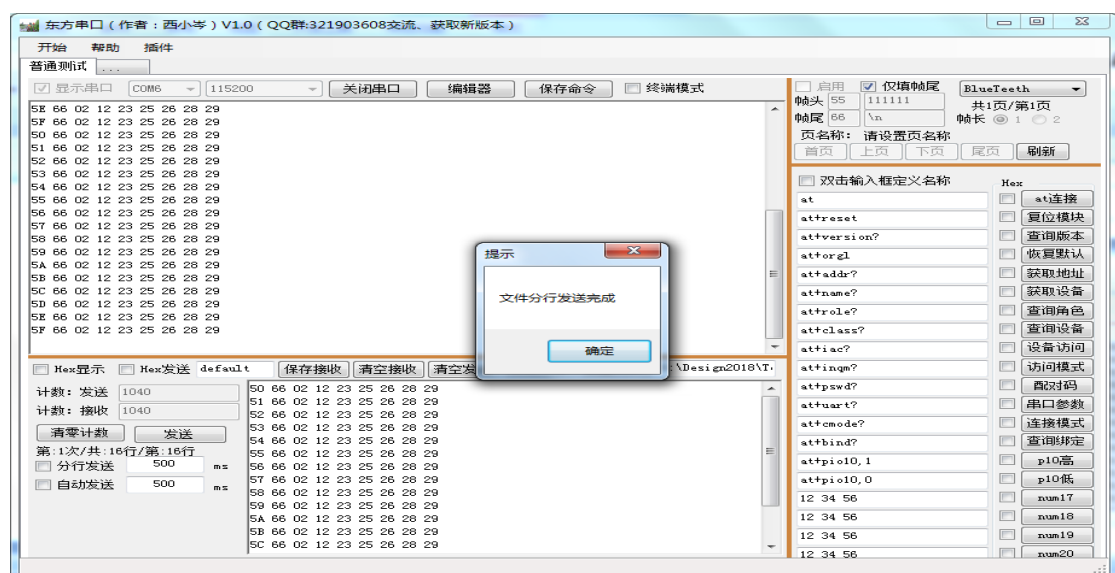 东方串口(作者:西小岑)V1.0(QQ群:321903608交流、获取新版本)
开始 帮助 插件
普通测试 ...
显示串口 COM6 115200 关闭串口 编辑器 保存命令 终端模式
5E 66 02 12 23 25 26 28 29
5F 66 02 12 23 25 26 28 29
50 66 02 12 23 25 26 28 29
51 66 02 12 23 25 26 28 29
52 66 02 12 23 25 26 28 29
53 66 02 12 23 25 26 28 29
54 66 02 12 23 25 26 28 29
55 66 02 12 23 25 26 28 29
56 66 02 12 23 25 26 28 29
57 66 02 12 23 25 26 28 29
58 66 02 12 23 25 26 28 29
59 66 02 12 23 25 26 28 29
5A 66 02 12 23 25 26 28 29
5B 66 02 12 23 25 26 28 29
5C 66 02 12 23 25 26 28 29
5D 66 02 12 23 25 26 28 29
5E 66 02 12 23 25 26 28 29
5F 66 02 12 23 25 26 28 29
提示
文件分行发送完成
确定
Hex显示 Hex发送 default 保存接收 清空接收 清空发 :\Design2018\T
计数: 发送 1040
计数: 接收 1040
清零计数 发送
第:1次/共:16行/第:16行
分行发送 500 ms
自动发送 500 ms
50 66 02 12 23 25 26 28 29
51 66 02 12 23 25 26 28 29
52 66 02 12 23 25 26 28 29
53 66 02 12 23 25 26 28 29
54 66 02 12 23 25 26 28 29
55 66 02 12 23 25 26 28 29
56 66 02 12 23 25 26 28 29
57 66 02 12 23 25 26 28 29
58 66 02 12 23 25 26 28 29
59 66 02 12 23 25 26 28 29
5A 66 02 12 23 25 26 28 29
5B 66 02 12 23 25 26 28 29
5C 66 02 12 23 25 26 28 29
启用 仅填帧尾 BlueTeeth
帧头 55 111111 共1页/第1页
帧尾 66 \n 帧长 1 2
页名称: 请设置页名称
首页 上页 下页 尾页 刷新
双击输入框定义名称 Hex
at at连接
at+reset 复位模块
at+version? 查询版本
at+orgl 恢复默认
at+addr? 获取地址
at+name? 获取设备
at+role? 查询角色
at+class? 查询设备
at+iac? 设备访问
at+inqm? 访问模式
at+pswd? 配对码
at+uart? 串口参数
at+cmode? 连接模式
at+bind? 查询绑定
at+pio10,1 p10高
at+pio10,0 p10低
12 34 56 num17
12 34 56 num18
12 34 56 num19
12 34 56 num20